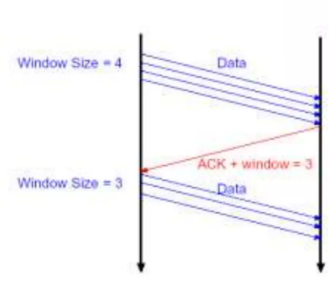 Window Size = 4
Data
ACK + window = 3
Window Size = 3
Data